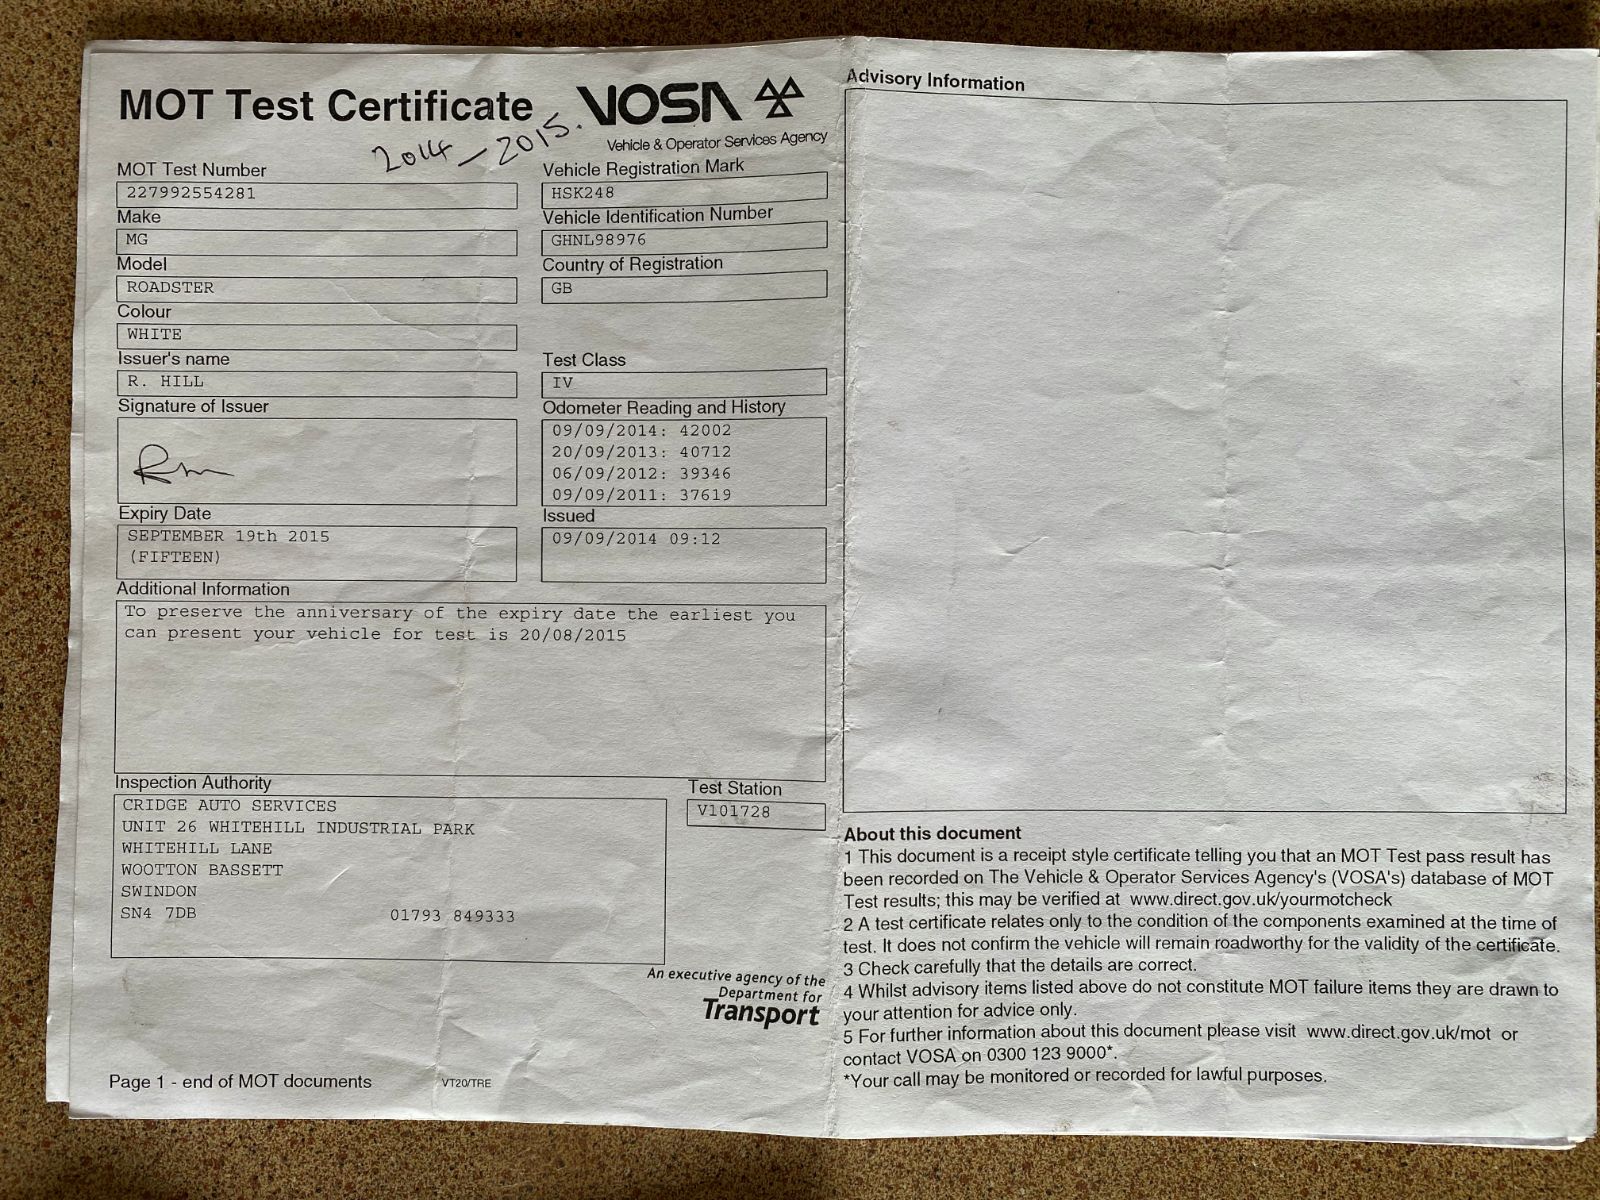 MOT Test Certificate
2014 – 2015.
VOSA
Vehicle & Operator Services Agency
MOT Test Number
227992554281
Make
MG
Model
ROADSTER
Colour
WHITE
Issuer's name
R. HILL
Signature of Issuer
Expiry Date
SEPTEMBER 19th 2015
(FIFTEEN)
Vehicle Registration Mark
HSK248
Vehicle Identification Number
GHNL98976
Country of Registration
GB
Test Class
IV
Odometer Reading and History
09/09/2014: 42002
20/09/2013: 40712
06/09/2012: 39346
09/09/2011: 37619
Issued
09/09/2014 09:12
Additional Information
To preserve the anniversary of the expiry date the earliest you
can present your vehicle for test is 20/08/2015
Inspection Authority
CRIDGE AUTO SERVICES
UNIT 26 WHITEHILL INDUSTRIAL PARK
WHITEHILL LANE
WOOTTON BASSETT
SWINDON
SN4 7DB 01793 849333
Test Station
V101728
An executive agency of the
Department for
Transport
Page 1 - end of MOT documents
VT20/TRE
Advisory Information
About this document
1 This document is a receipt style certificate telling you that an MOT Test pass result has
been recorded on The Vehicle & Operator Services Agency's (VOSA's) database of MOT
Test results; this may be verified at www.direct.gov.uk/yourmotcheck
2 A test certificate relates only to the condition of the components examined at the time of
test. It does not confirm the vehicle will remain roadworthy for the validity of the certificate.
3 Check carefully that the details are correct.
4 Whilst advisory items listed above do not constitute MOT failure items they are drawn to
your attention for advice only.
5 For further information about this document please visit www.direct.gov.uk/mot or
contact VOSA on 0300 123 9000*.
*Your call may be monitored or recorded for lawful purposes.